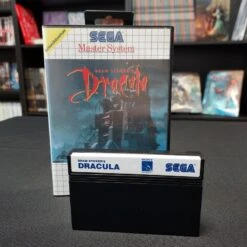 SEGA
Master System
BRAM STOKER'S
Dracula
BRAM STOKER'S
DRACULA
SEGA